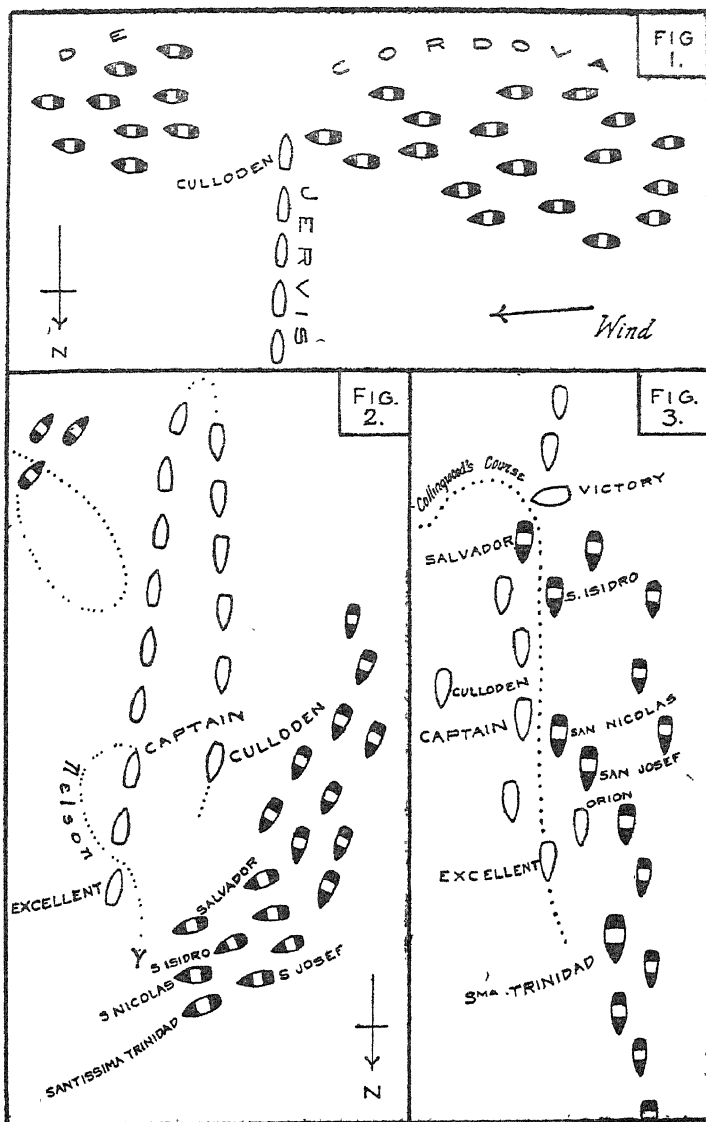 FIG 1.
DE CORDOVA
CULLODEN
JERVIS
N
Wind
FIG. 2.
CAPTAIN
CULLODEN
Nelson
EXCELLENT
SALVADOR
S. ISIDRO
S NICOLAS
S JOSEF
SANTISSIMA TRINIDAD
N
FIG. 3.
Collingwood's Course
VICTORY
SALVADOR
S. ISIDRO
CULLODEN
CAPTAIN
SAN NICOLAS
SAN JOSEF
ORION
EXCELLENT
Sma. TRINIDAD